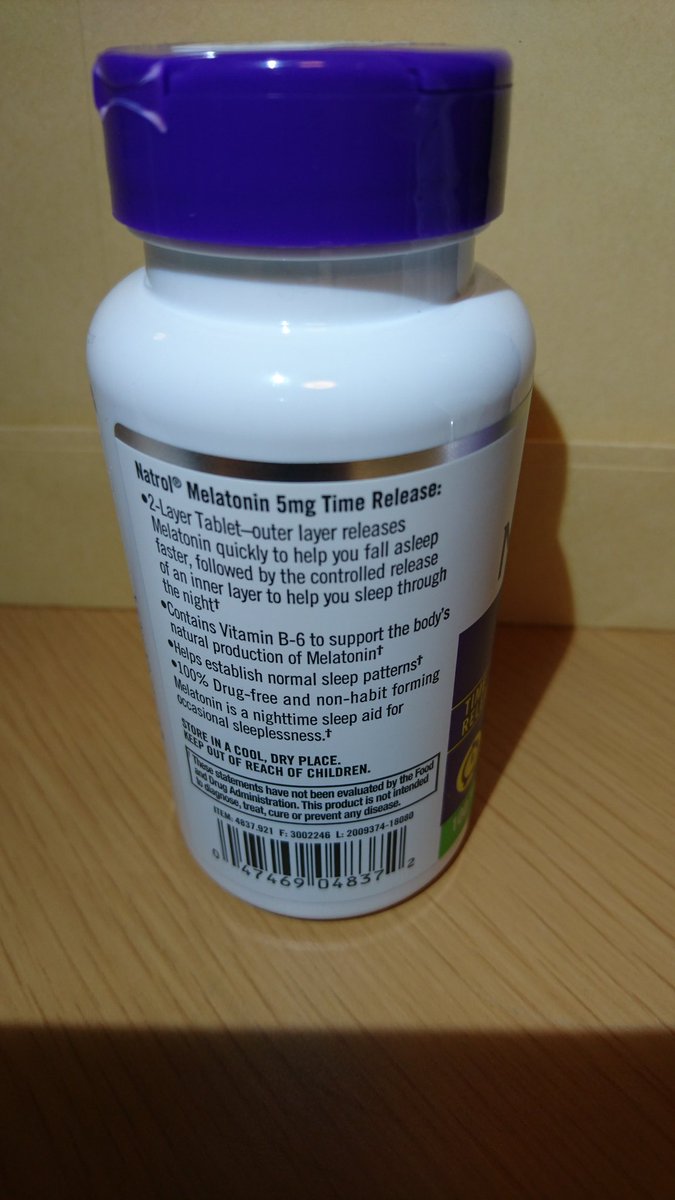 Natrol® Melatonin 5mg Time Release:
•2-Layer Tablet–outer layer releases
Melatonin quickly to help you fall asleep
faster, followed by the controlled release
of an inner layer to help you sleep through
the night†
•Contains Vitamin B-6 to support the body's
natural production of Melatonin†
•Helps establish normal sleep patterns†
•100% Drug-free and non-habit forming
Melatonin is a nighttime sleep aid for
occasional sleeplessness.†
STORE IN A COOL, DRY PLACE.
KEEP OUT OF REACH OF CHILDREN.
These statements have not been evaluated by the Food
and Drug Administration. This product is not intended
to diagnose, treat, cure or prevent any disease.
ITEM: 4837.921 F: 3002246 L: 2009374-18080
0 47469 04837 2
TIME